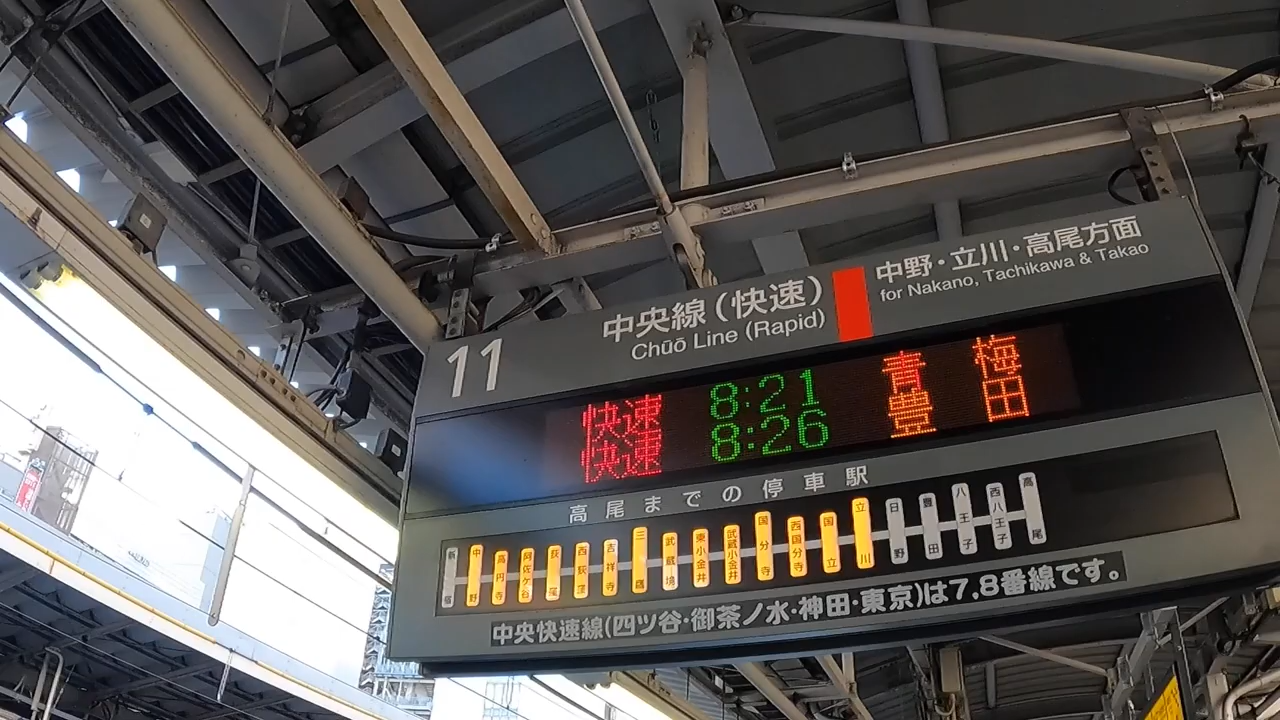 11
中央線（快速）
Chūō Line (Rapid)
中野・立川・高尾方面
for Nakano, Tachikawa & Takao
快速 8:21 青梅
快速 8:26 豊田
高尾までの停車駅
新宿
中野
高円寺
阿佐ケ谷
荻窪
西荻窪
吉祥寺
三鷹
武蔵境
東小金井
武蔵小金井
国分寺
西国分寺
国立
立川
日野
豊田
八王子
西八王子
高尾
中央快速線(四ツ谷・御茶ノ水・神田・東京)は7,8番線です。